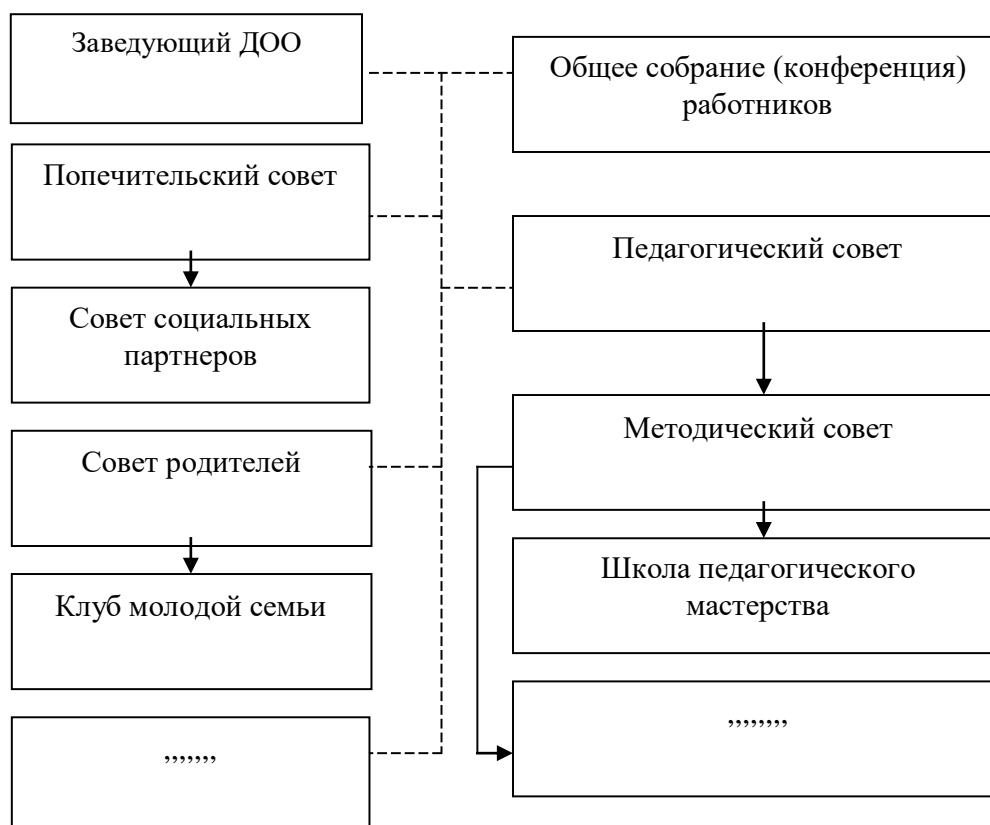 Заведующий ДОО
Общее собрание (конференция)
работников
Попечительский совет
Педагогический совет
Совет социальных
партнеров
Методический совет
Совет родителей
Школа педагогического
мастерства
Клуб молодой семьи
,,,,,,,
,,,,,,,,